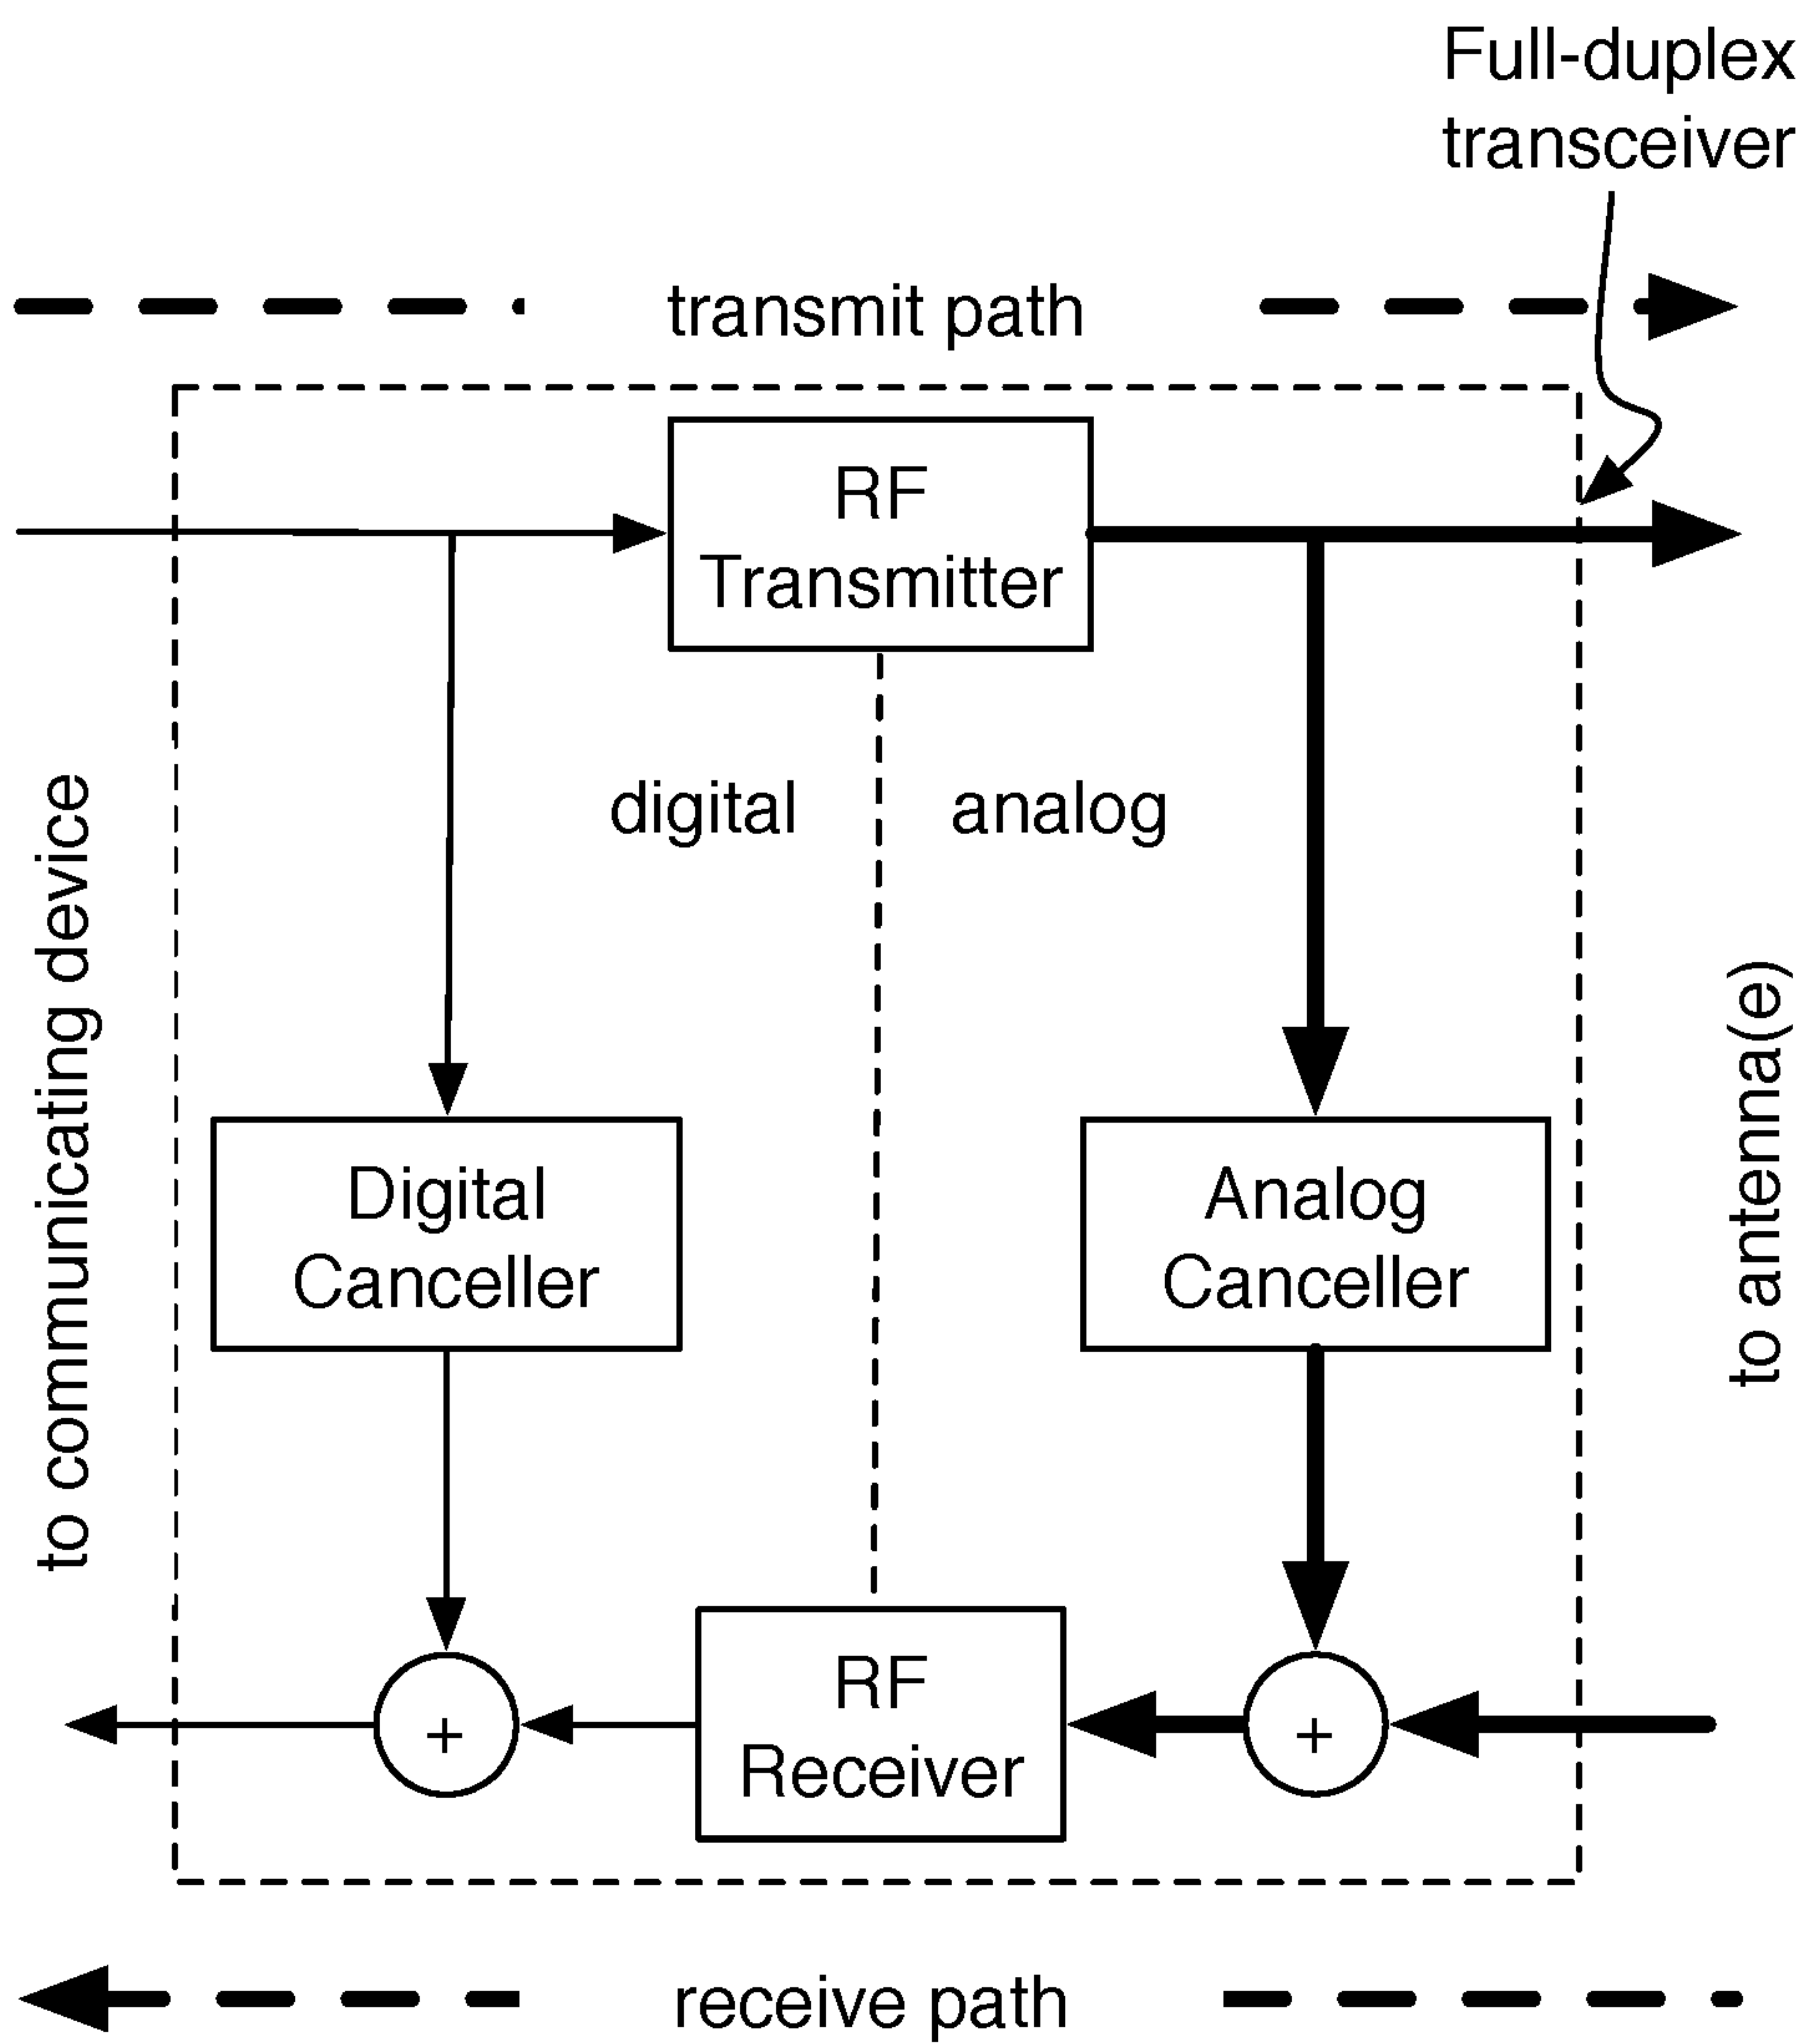 Full-duplex
transceiver
transmit path
RF
Transmitter
digital
analog
to communicating device
to antenna(e)
Digital
Canceller
Analog
Canceller
RF
Receiver
+
+
receive path